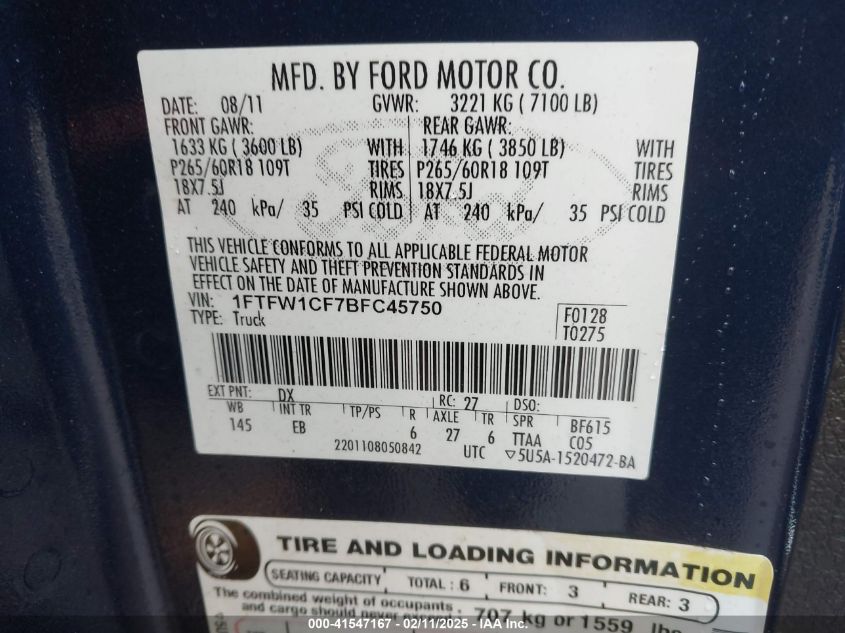 MFD. BY FORD MOTOR CO.
DATE: 08/11 GVWR: 3221 KG ( 7100 LB)
FRONT GAWR: REAR GAWR:
1633 KG ( 3600 LB) WITH 1746 KG ( 3850 LB) WITH
P265/60R18 109T TIRES P265/60R18 109T TIRES
18X7.5J RIMS 18X7.5J RIMS
AT 240 kPa/ 35 PSI COLD AT 240 kPa/ 35 PSI COLD
THIS VEHICLE CONFORMS TO ALL APPLICABLE FEDERAL MOTOR
VEHICLE SAFETY AND THEFT PREVENTION STANDARDS IN
EFFECT ON THE DATE OF MANUFACTURE SHOWN ABOVE.
VIN: 1FTFW1CF7BFC45750 F0128
TYPE: Truck T0275
EXT PNT: DX RC: 27 DSO:
WB INT TR TP/PS R AXLE TR SPR BF615
145 EB 6 27 6 TTAA C05
2201108050842 UTC ▽5U5A-1520472-BA
TIRE AND LOADING INFORMATION
SEATING CAPACITY TOTAL : 6 FRONT: 3 REAR: 3
The combined weight of occupants
and cargo should never 707 kg or 1559 lbs
000-41547167 - 02/11/2025 - IAAI.COM